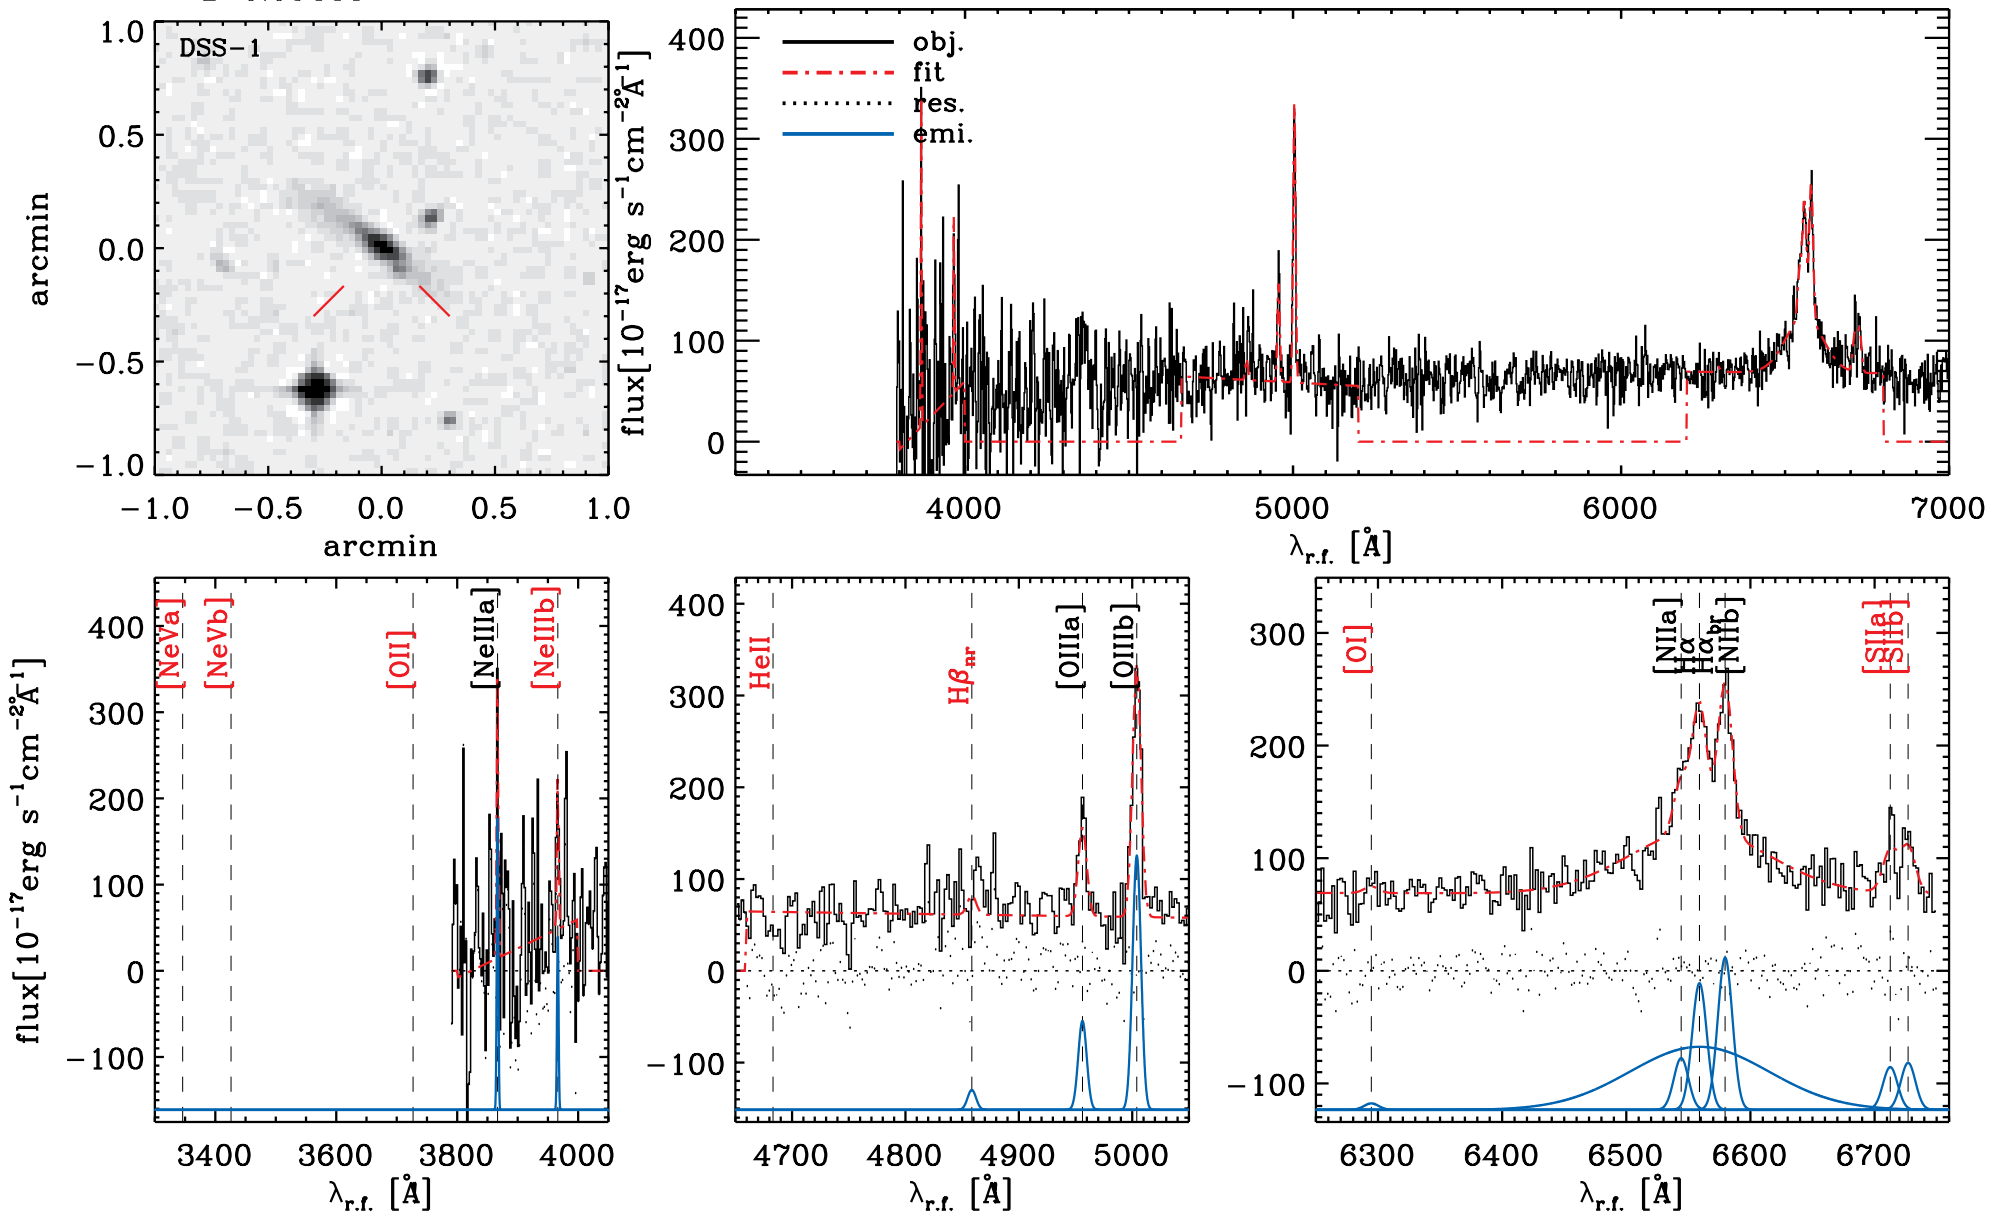 DSS-1
1.0
0.5
0.0
-0.5
-1.0
arcmin
-1.0 -0.5 0.0 0.5 1.0
arcmin
400
300
200
100
0
flux[10⁻¹⁷erg s⁻¹cm⁻²Å⁻¹]
obj.
fit
res.
emi.
4000 5000 6000 7000
λr.f. [Å]
400
300
200
100
0
-100
flux[10⁻¹⁷erg s⁻¹cm⁻²Å⁻¹]
[NeVa] [NeVb] [OII] [NeIIIa] [NeIIIb]
3400 3600 3800 4000
λr.f. [Å]
400
300
200
100
0
-100
HeII Hβnr [OIIIa] [OIIIb]
4700 4800 4900 5000
λr.f. [Å]
300
200
100
0
-100
[OI] [NIIa] Hα Hαbr [NIIb] [SIIa] [SIIb]
6300 6400 6500 6600 6700
λr.f. [Å]